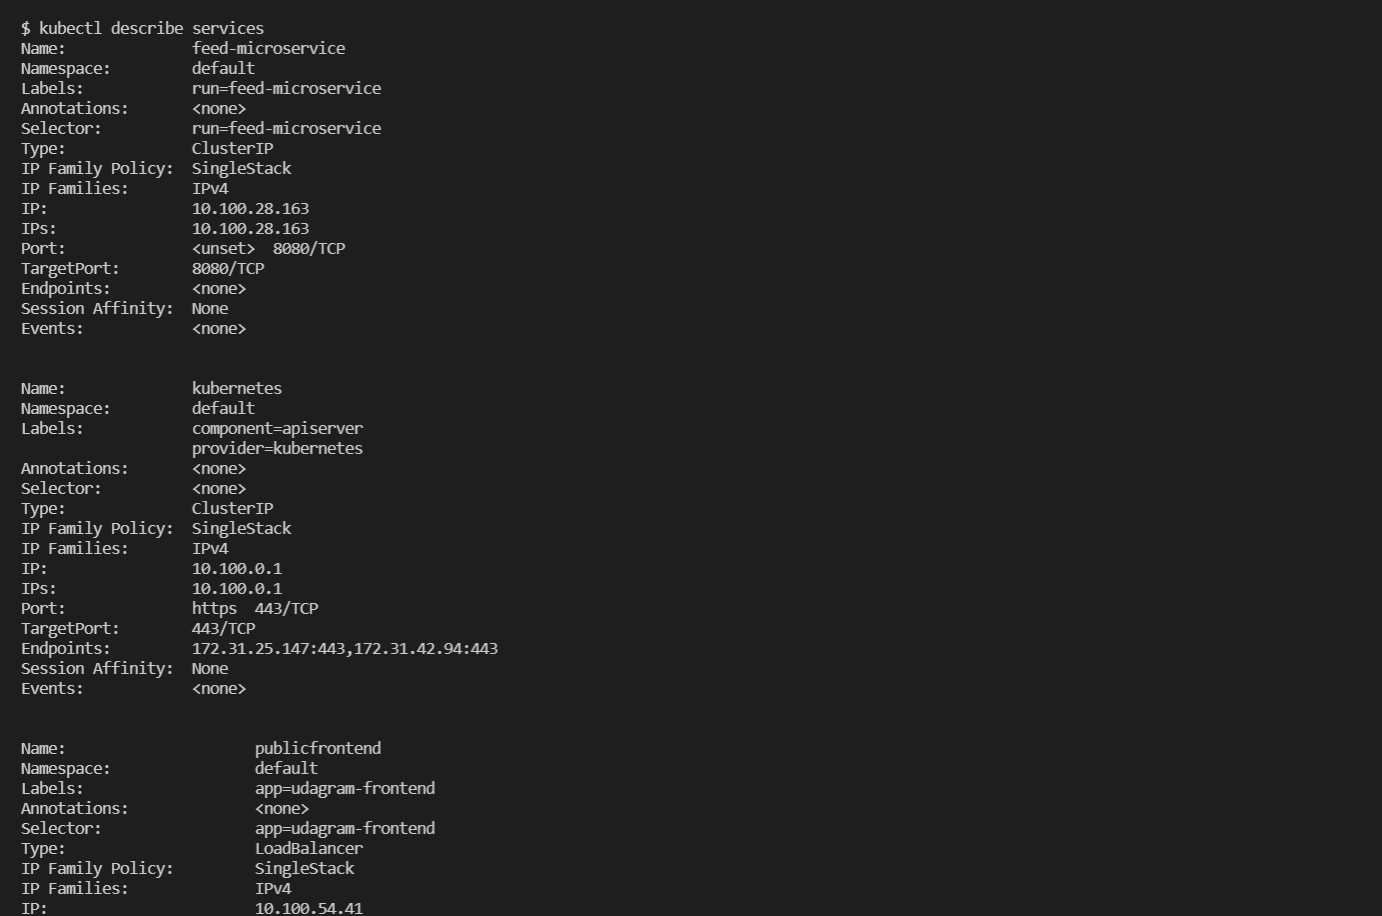 $ kubectl describe services
Name:              feed-microservice
Namespace:         default
Labels:            run=feed-microservice
Annotations:       <none>
Selector:          run=feed-microservice
Type:              ClusterIP
IP Family Policy:  SingleStack
IP Families:       IPv4
IP:                10.100.28.163
IPs:               10.100.28.163
Port:              <unset>  8080/TCP
TargetPort:        8080/TCP
Endpoints:         <none>
Session Affinity:  None
Events:            <none>

Name:              kubernetes
Namespace:         default
Labels:            component=apiserver
                   provider=kubernetes
Annotations:       <none>
Selector:          <none>
Type:              ClusterIP
IP Family Policy:  SingleStack
IP Families:       IPv4
IP:                10.100.0.1
IPs:               10.100.0.1
Port:              https  443/TCP
TargetPort:        443/TCP
Endpoints:         172.31.25.147:443,172.31.42.94:443
Session Affinity:  None
Events:            <none>

Name:                     publicfrontend
Namespace:                default
Labels:                   app=udagram-frontend
Annotations:              <none>
Selector:                 app=udagram-frontend
Type:                     LoadBalancer
IP Family Policy:         SingleStack
IP Families:              IPv4
IP:                       10.100.54.41